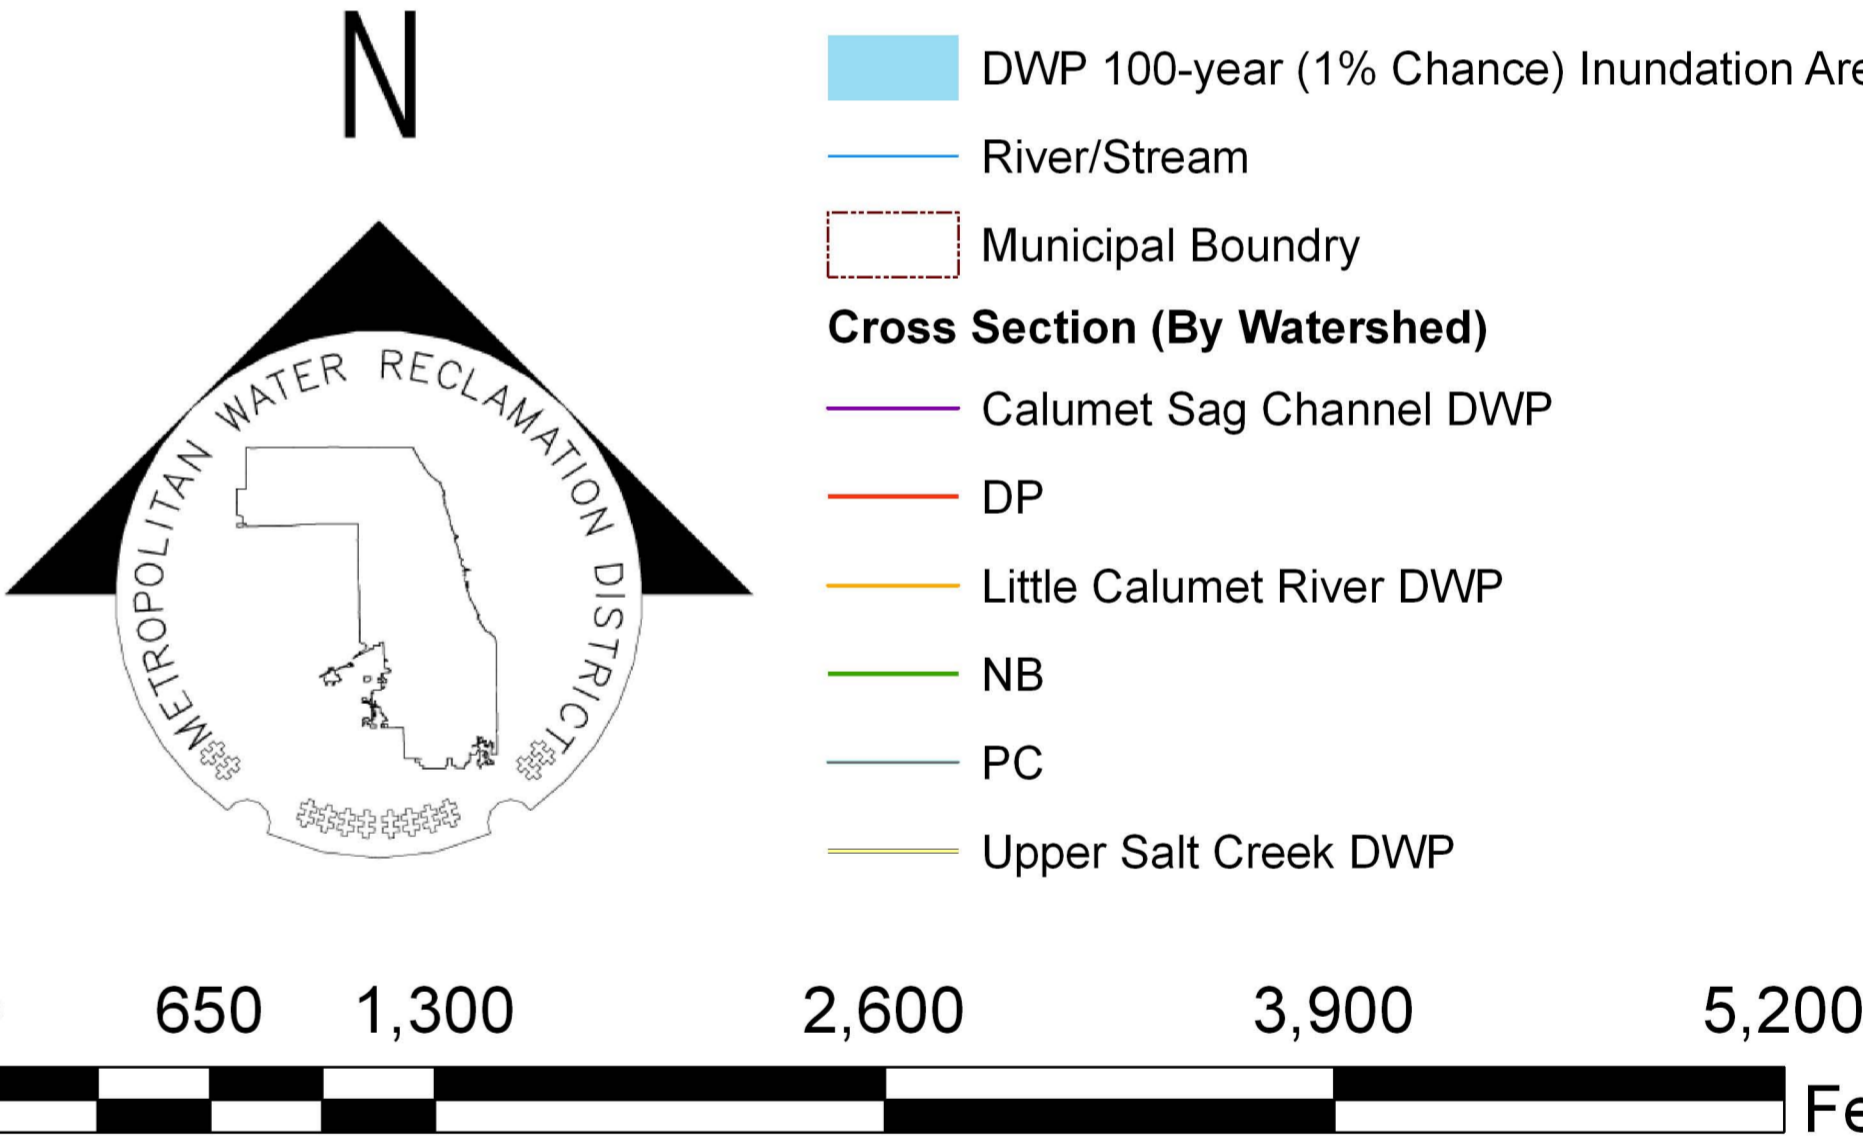 N
METROPOLITAN WATER RECLAMATION DISTRICT
DWP 100-year (1% Chance) Inundation
River/Stream
Municipal Boundry
Cross Section (By Watershed)
Calumet Sag Channel DWP
DP
Little Calumet River DWP
NB
PC
Upper Salt Creek DWP
650 1,300 2,600 3,900 5,200